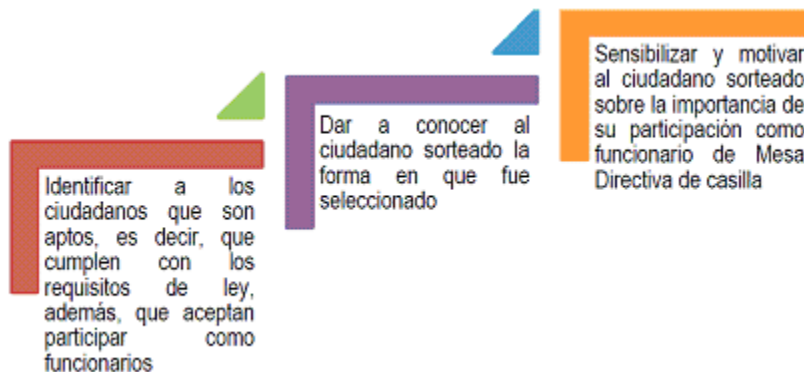 Identificar a los
ciudadanos que son
aptos, es decir, que
cumplen con los
requisitos de ley,
además, que aceptan
participar como
funcionarios
Dar a conocer al
ciudadano sorteado la
forma en que fue
seleccionado
Sensibilizar y motivar
al ciudadano sorteado
sobre la importancia de
su participación como
funcionario de Mesa
Directiva de casilla